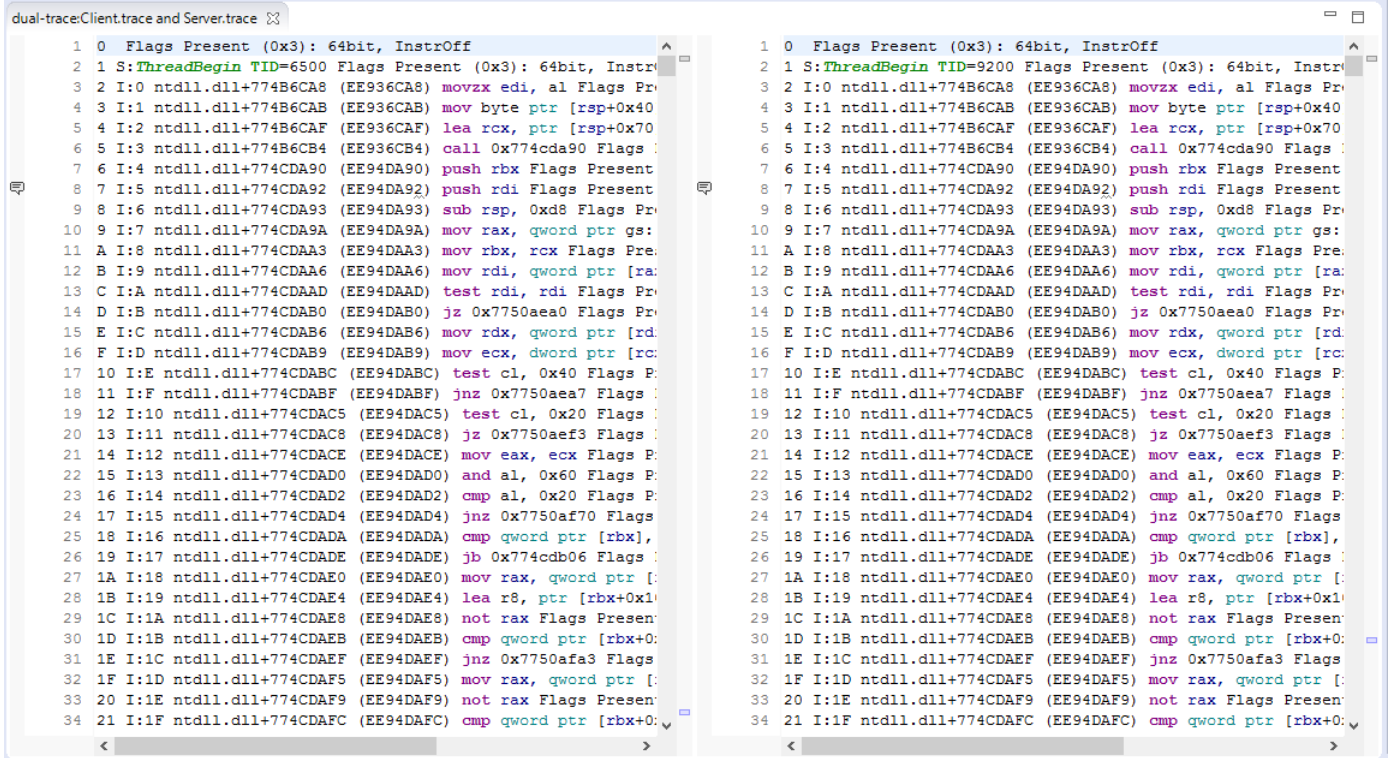 dual-trace:Client.trace and Server.trace
1 0 Flags Present (0x3): 64bit, InstrOff
2 1 S:ThreadBegin TID=6500 Flags Present (0x3): 64bit, Instr
3 2 I:0 ntdll.dll+774B6CA8 (EE936CA8) movzx edi, al Flags Pr
4 3 I:1 ntdll.dll+774B6CAB (EE936CAB) mov byte ptr [rsp+0x40
5 4 I:2 ntdll.dll+774B6CAF (EE936CAF) lea rcx, ptr [rsp+0x70
6 5 I:3 ntdll.dll+774B6CB4 (EE936CB4) call 0x774cda90 Flags
7 6 I:4 ntdll.dll+774CDA90 (EE94DA90) push rbx Flags Present
8 7 I:5 ntdll.dll+774CDA92 (EE94DA92) push rdi Flags Present
9 8 I:6 ntdll.dll+774CDA93 (EE94DA93) sub rsp, 0xd8 Flags Pr
10 9 I:7 ntdll.dll+774CDA9A (EE94DA9A) mov rax, qword ptr gs:
11 A I:8 ntdll.dll+774CDAA3 (EE94DAA3) mov rbx, rcx Flags Pre
12 B I:9 ntdll.dll+774CDAA6 (EE94DAA6) mov rdi, qword ptr [ra
13 C I:A ntdll.dll+774CDAAD (EE94DAAD) test rdi, rdi Flags Pr
14 D I:B ntdll.dll+774CDAB0 (EE94DAB0) jz 0x7750aea0 Flags Pr
15 E I:C ntdll.dll+774CDAB6 (EE94DAB6) mov rdx, qword ptr [rd
16 F I:D ntdll.dll+774CDAB9 (EE94DAB9) mov ecx, dword ptr [rc
17 10 I:E ntdll.dll+774CDABC (EE94DABC) test cl, 0x40 Flags P
18 11 I:F ntdll.dll+774CDABF (EE94DABF) jnz 0x7750aea7 Flags
19 12 I:10 ntdll.dll+774CDAC5 (EE94DAC5) test cl, 0x20 Flags
20 13 I:11 ntdll.dll+774CDAC8 (EE94DAC8) jz 0x7750aef3 Flags
21 14 I:12 ntdll.dll+774CDACE (EE94DACE) mov eax, ecx Flags P
22 15 I:13 ntdll.dll+774CDAD0 (EE94DAD0) and al, 0x60 Flags P
23 16 I:14 ntdll.dll+774CDAD2 (EE94DAD2) cmp al, 0x20 Flags P
24 17 I:15 ntdll.dll+774CDAD4 (EE94DAD4) jnz 0x7750af70 Flags
25 18 I:16 ntdll.dll+774CDADA (EE94DADA) cmp qword ptr [rbx],
26 19 I:17 ntdll.dll+774CDADE (EE94DADE) jb 0x774cdb06 Flags
27 1A I:18 ntdll.dll+774CDAE0 (EE94DAE0) mov rax, qword ptr [
28 1B I:19 ntdll.dll+774CDAE4 (EE94DAE4) lea r8, ptr [rbx+0x1
29 1C I:1A ntdll.dll+774CDAE8 (EE94DAE8) not rax Flags Presen
30 1D I:1B ntdll.dll+774CDAEB (EE94DAEB) cmp qword ptr [rbx+0
31 1E I:1C ntdll.dll+774CDAEF (EE94DAEF) jnz 0x7750afa3 Flags
32 1F I:1D ntdll.dll+774CDAF5 (EE94DAF5) mov rax, qword ptr [
33 20 I:1E ntdll.dll+774CDAF9 (EE94DAF9) not rax Flags Presen
34 21 I:1F ntdll.dll+774CDAFC (EE94DAFC) cmp qword ptr [rbx+0
1 0 Flags Present (0x3): 64bit, InstrOff
2 1 S:ThreadBegin TID=9200 Flags Present (0x3): 64bit, Instr
3 2 I:0 ntdll.dll+774B6CA8 (EE936CA8) movzx edi, al Flags Pr
4 3 I:1 ntdll.dll+774B6CAB (EE936CAB) mov byte ptr [rsp+0x40
5 4 I:2 ntdll.dll+774B6CAF (EE936CAF) lea rcx, ptr [rsp+0x70
6 5 I:3 ntdll.dll+774B6CB4 (EE936CB4) call 0x774cda90 Flags
7 6 I:4 ntdll.dll+774CDA90 (EE94DA90) push rbx Flags Present
8 7 I:5 ntdll.dll+774CDA92 (EE94DA92) push rdi Flags Present
9 8 I:6 ntdll.dll+774CDA93 (EE94DA93) sub rsp, 0xd8 Flags Pr
10 9 I:7 ntdll.dll+774CDA9A (EE94DA9A) mov rax, qword ptr gs:
11 A I:8 ntdll.dll+774CDAA3 (EE94DAA3) mov rbx, rcx Flags Pre
12 B I:9 ntdll.dll+774CDAA6 (EE94DAA6) mov rdi, qword ptr [ra
13 C I:A ntdll.dll+774CDAAD (EE94DAAD) test rdi, rdi Flags Pr
14 D I:B ntdll.dll+774CDAB0 (EE94DAB0) jz 0x7750aea0 Flags Pr
15 E I:C ntdll.dll+774CDAB6 (EE94DAB6) mov rdx, qword ptr [rd
16 F I:D ntdll.dll+774CDAB9 (EE94DAB9) mov ecx, dword ptr [rc
17 10 I:E ntdll.dll+774CDABC (EE94DABC) test cl, 0x40 Flags P
18 11 I:F ntdll.dll+774CDABF (EE94DABF) jnz 0x7750aea7 Flags
19 12 I:10 ntdll.dll+774CDAC5 (EE94DAC5) test cl, 0x20 Flags
20 13 I:11 ntdll.dll+774CDAC8 (EE94DAC8) jz 0x7750aef3 Flags
21 14 I:12 ntdll.dll+774CDACE (EE94DACE) mov eax, ecx Flags P
22 15 I:13 ntdll.dll+774CDAD0 (EE94DAD0) and al, 0x60 Flags P
23 16 I:14 ntdll.dll+774CDAD2 (EE94DAD2) cmp al, 0x20 Flags P
24 17 I:15 ntdll.dll+774CDAD4 (EE94DAD4) jnz 0x7750af70 Flags
25 18 I:16 ntdll.dll+774CDADA (EE94DADA) cmp qword ptr [rbx],
26 19 I:17 ntdll.dll+774CDADE (EE94DADE) jb 0x774cdb06 Flags
27 1A I:18 ntdll.dll+774CDAE0 (EE94DAE0) mov rax, qword ptr [
28 1B I:19 ntdll.dll+774CDAE4 (EE94DAE4) lea r8, ptr [rbx+0x1
29 1C I:1A ntdll.dll+774CDAE8 (EE94DAE8) not rax Flags Presen
30 1D I:1B ntdll.dll+774CDAEB (EE94DAEB) cmp qword ptr [rbx+0
31 1E I:1C ntdll.dll+774CDAEF (EE94DAEF) jnz 0x7750afa3 Flags
32 1F I:1D ntdll.dll+774CDAF5 (EE94DAF5) mov rax, qword ptr [
33 20 I:1E ntdll.dll+774CDAF9 (EE94DAF9) not rax Flags Presen
34 21 I:1F ntdll.dll+774CDAFC (EE94DAFC) cmp qword ptr [rbx+0